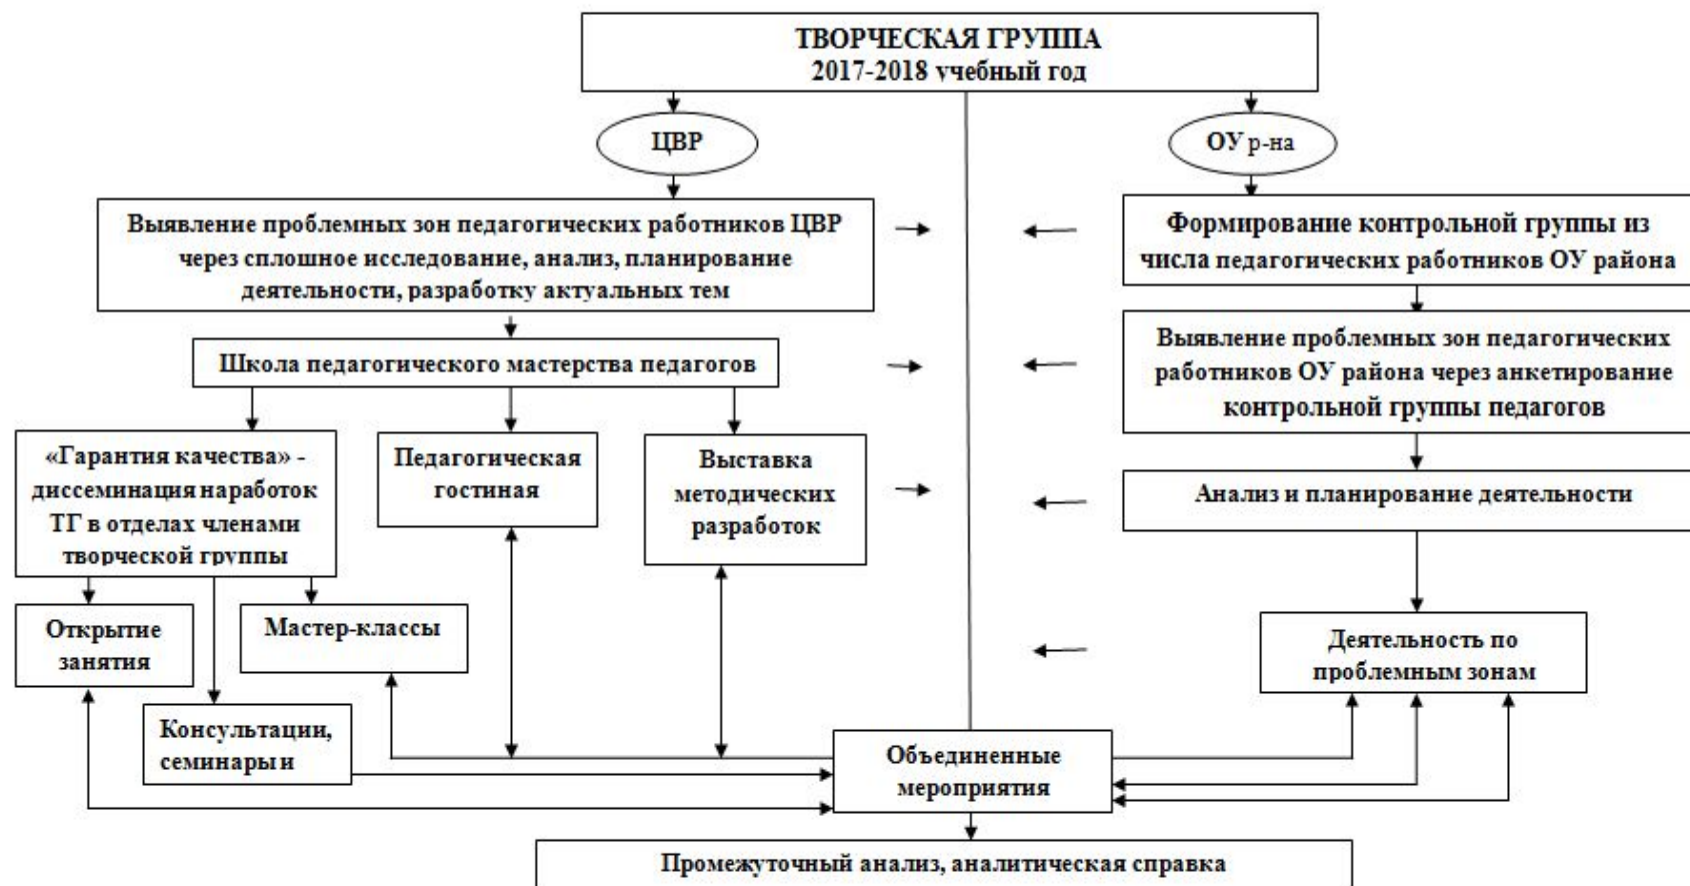 ТВОРЧЕСКАЯ ГРУППА
2017-2018 учебный год
ЦВР
ОУ р-на
Выявление проблемных зон педагогических работников ЦВР
через сплошное исследование, анализ, планирование
деятельности, разработку актуальных тем
Формирование контрольной группы из
числа педагогических работников ОУ района
Школа педагогического мастерства педагогов
Выявление проблемных зон педагогических
работников ОУ района через анкетирование
контрольной группы педагогов
«Гарантия качества» -
диссеминация наработок
ТГ в отделах членами
творческой группы
Педагогическая
гостиная
Выставка
методических
разработок
Анализ и планирование деятельности
Открытие
занятия
Мастер-классы
Деятельность по
проблемным зонам
Консультации,
семинары и
Объединенные
мероприятия
Промежуточный анализ, аналитическая справка